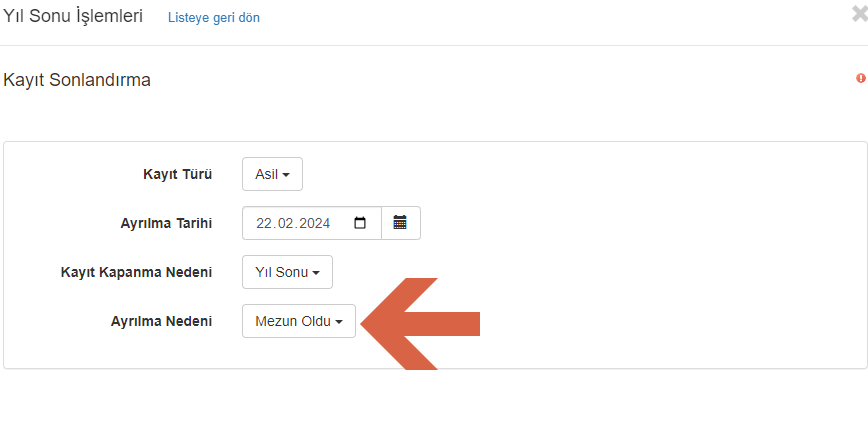 Yıl Sonu İşlemleri Listeye geri dön
Kayıt Sonlandırma
Kayıt Türü Asil
Ayrılma Tarihi 22.02.2024
Kayıt Kapanma Nedeni Yıl Sonu
Ayrılma Nedeni Mezun Oldu